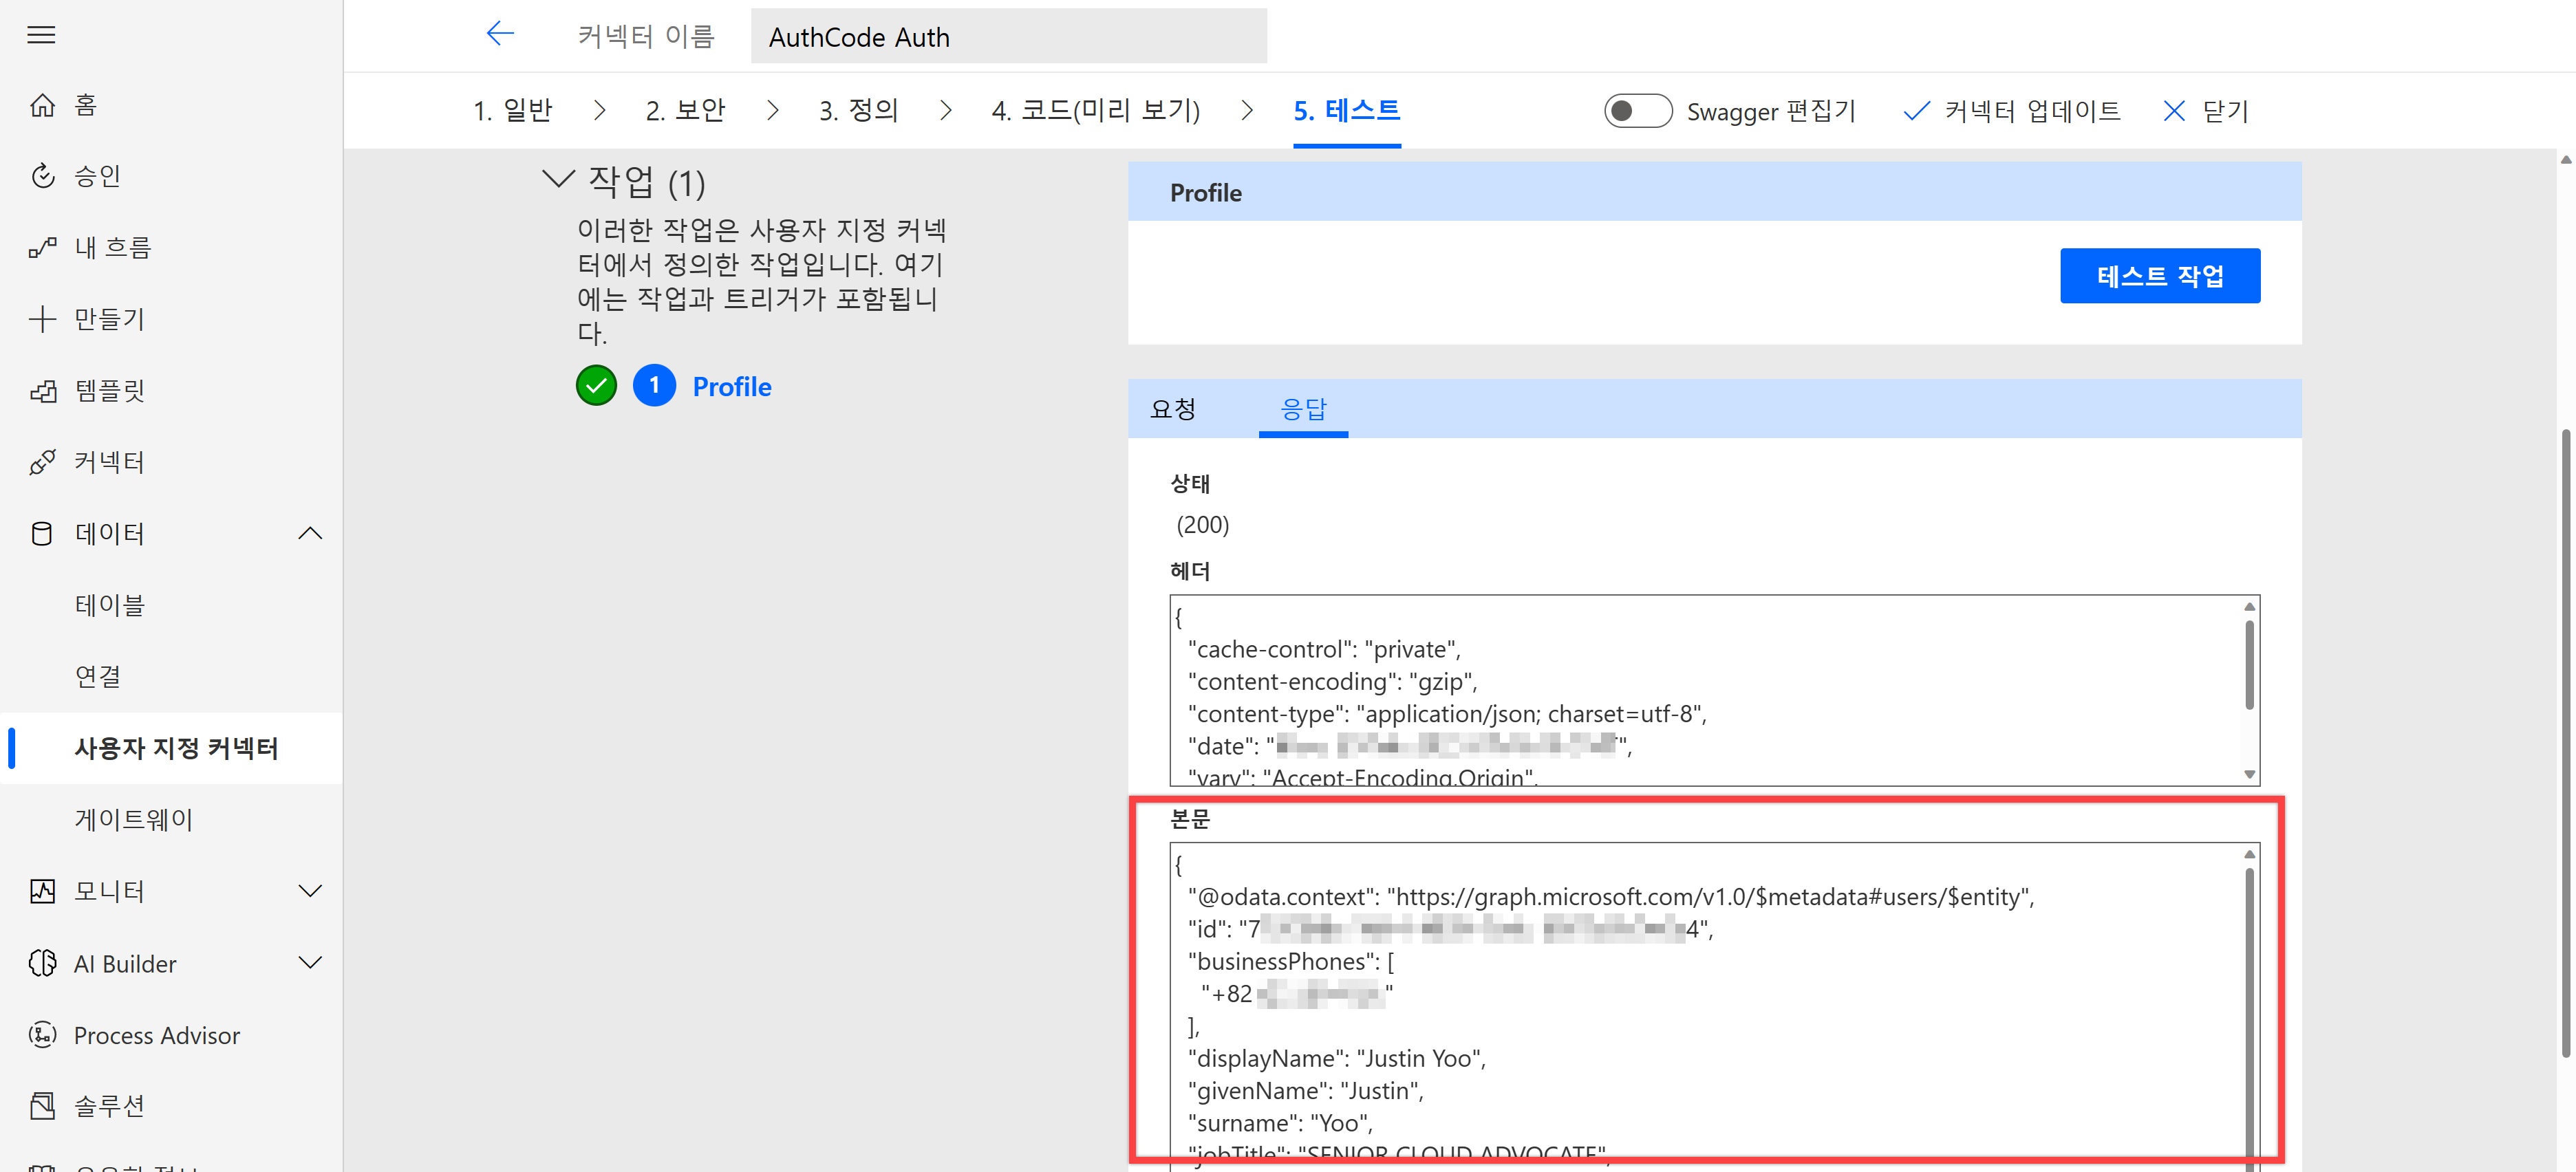 커넥터 이름
AuthCode Auth
1. 일반
2. 보안
3. 정의
4. 코드(미리 보기)
5. 테스트
Swagger 편집기
커넥터 업데이트
닫기
홈
승인
내 흐름
만들기
템플릿
커넥터
데이터
테이블
연결
사용자 지정 커넥터
게이트웨이
모니터
AI Builder
Process Advisor
솔루션
작업 (1)
이러한 작업은 사용자 지정 커넥
터에서 정의한 작업입니다. 여기
에는 작업과 트리거가 포함됩니
다.
1
Profile
Profile
테스트 작업
요청
응답
상태
(200)
헤더
{
"cache-control": "private",
"content-encoding": "gzip",
"content-type": "application/json; charset=utf-8",
"date": "
",
"vary": "Accept-Encoding,Origin",
본문
{
"@odata.context": "https://graph.microsoft.com/v1.0/$metadata#users/$entity",
"id": "7
4",
"businessPhones": [
"+82
"
],
"displayName": "Justin Yoo",
"givenName": "Justin",
"surname": "Yoo",
"jobTitle": "SENIOR CLOUD ADVOCATE",